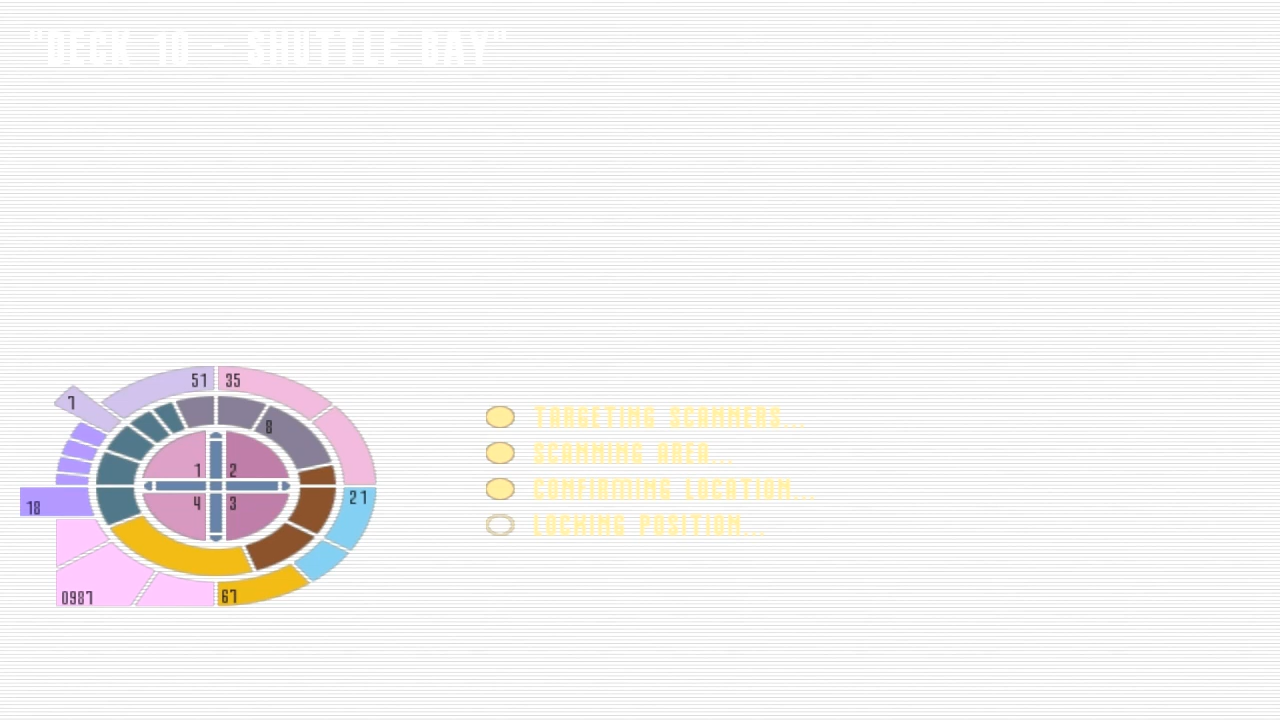 "DECK 10 - SHUTTLE BAY"
51 35
7
8
1 2
18
4 3
21
0987
67
TARGETING SCANNERS...
SCANNING AREA...
CONFIRMING LOCATION...
LOCKING POSITION...